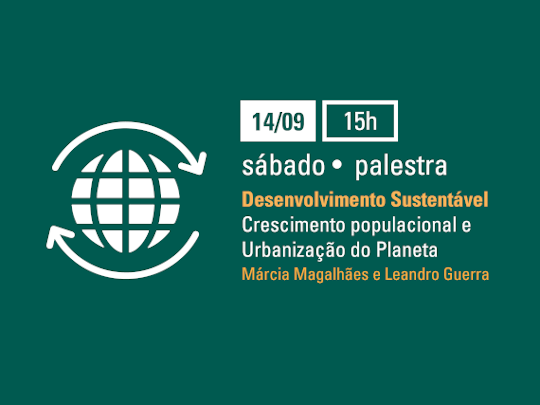 14/09 15h
sábado • palestra
Desenvolvimento Sustentável
Crescimento populacional e
Urbanização do Planeta
Márcia Magalhães e Leandro Guerra